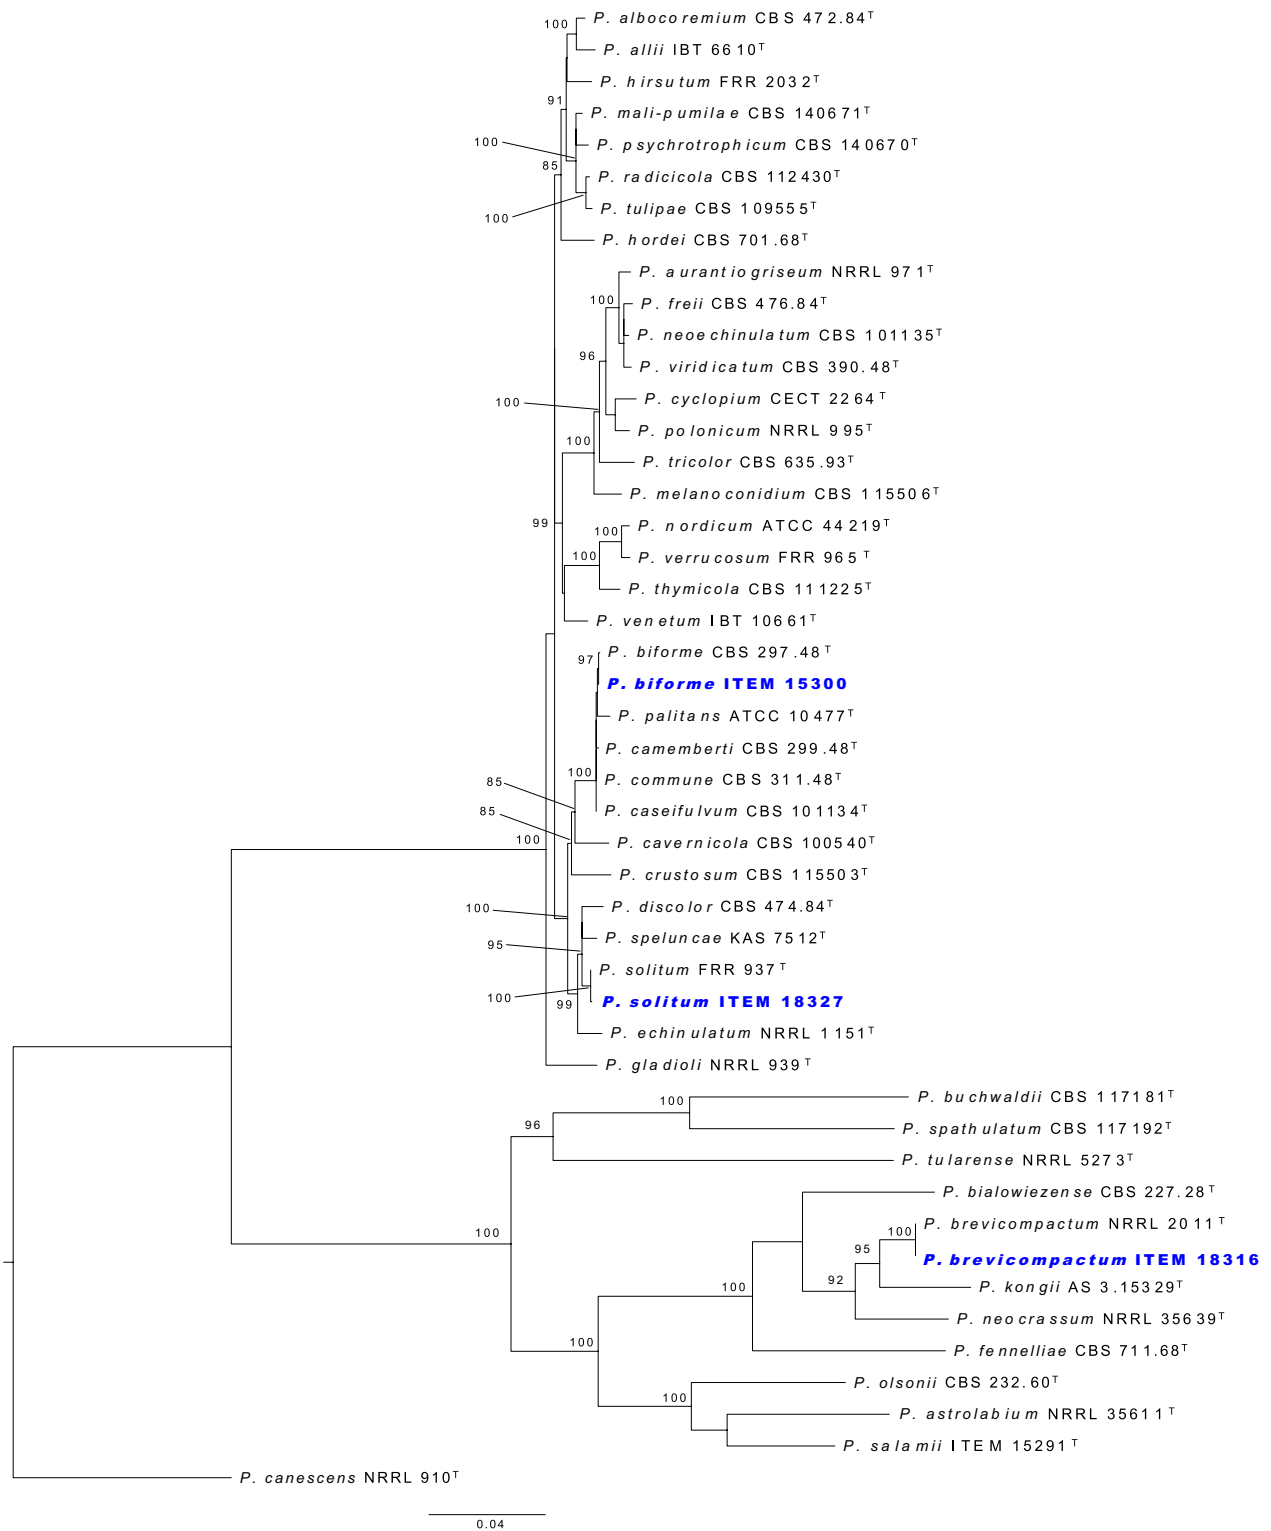 100 P. albocoremium CBS 472.84T
P. allii IBT 6610T
P. hirsutum FRR 2032T
91
P. mali-pumilae CBS 140671T
100 P. psychrotrophicum CBS 140670T
85 P. radicicola CBS 112430T
P. tulipae CBS 109555T
100
P. hordei CBS 701.68T
P. aurantiogriseum NRRL 971T
100 P. freii CBS 476.84T
P. neoechinulatum CBS 101135T
96
P. viridicatum CBS 390.48T
100 P. cyclopium CECT 2264T
P. polonicum NRRL 995T
100
P. tricolor CBS 635.93T
P. melanoconidium CBS 115506T
99 100 P. nordicum ATCC 44219T
100 P. verrucosum FRR 965T
P. thymicola CBS 111225T
P. venetum IBT 10661T
97 P. biforme CBS 297.48T
P. biforme ITEM 15300
P. palitans ATCC 10477T
P. camemberti CBS 299.48T
85 100 P. commune CBS 311.48T
85 P. caseifulvum CBS 101134T
100 P. cavernicola CBS 100540T
P. crustosum CBS 115503T
100 P. discolor CBS 474.84T
95 P. speluncae KAS 7512T
P. solitum FRR 937T
100 99 P. solitum ITEM 18327
P. echinulatum NRRL 1151T
P. gladioli NRRL 939T
100 P. buchwaldii CBS 117181T
96 P. spathulatum CBS 117192T
P. tularense NRRL 5273T
P. bialowiezense CBS 227.28T
100 100 P. brevicompactum NRRL 2011T
95 P. brevicompactum ITEM 18316
100 92 P. kongii AS 3.15329T
P. neocrassum NRRL 35639T
100 P. fennelliae CBS 711.68T
P. olsonii CBS 232.60T
100
P. astrolabium NRRL 35611T
P. salamii ITEM 15291T
P. canescens NRRL 910T
0.04